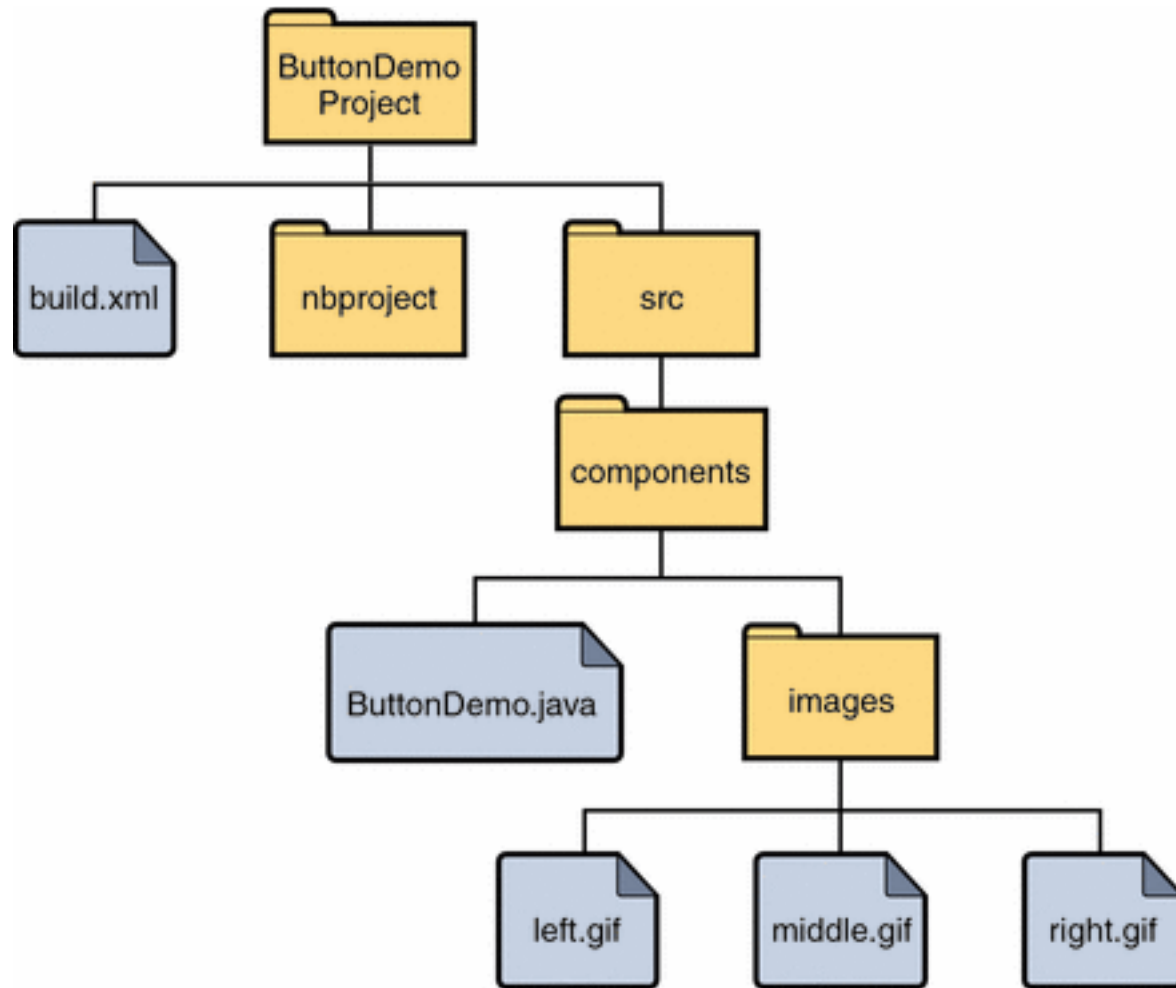 ButtonDemo
Project
build.xml
nbproject
src
components
ButtonDemo.java
images
left.gif
middle.gif
right.gif